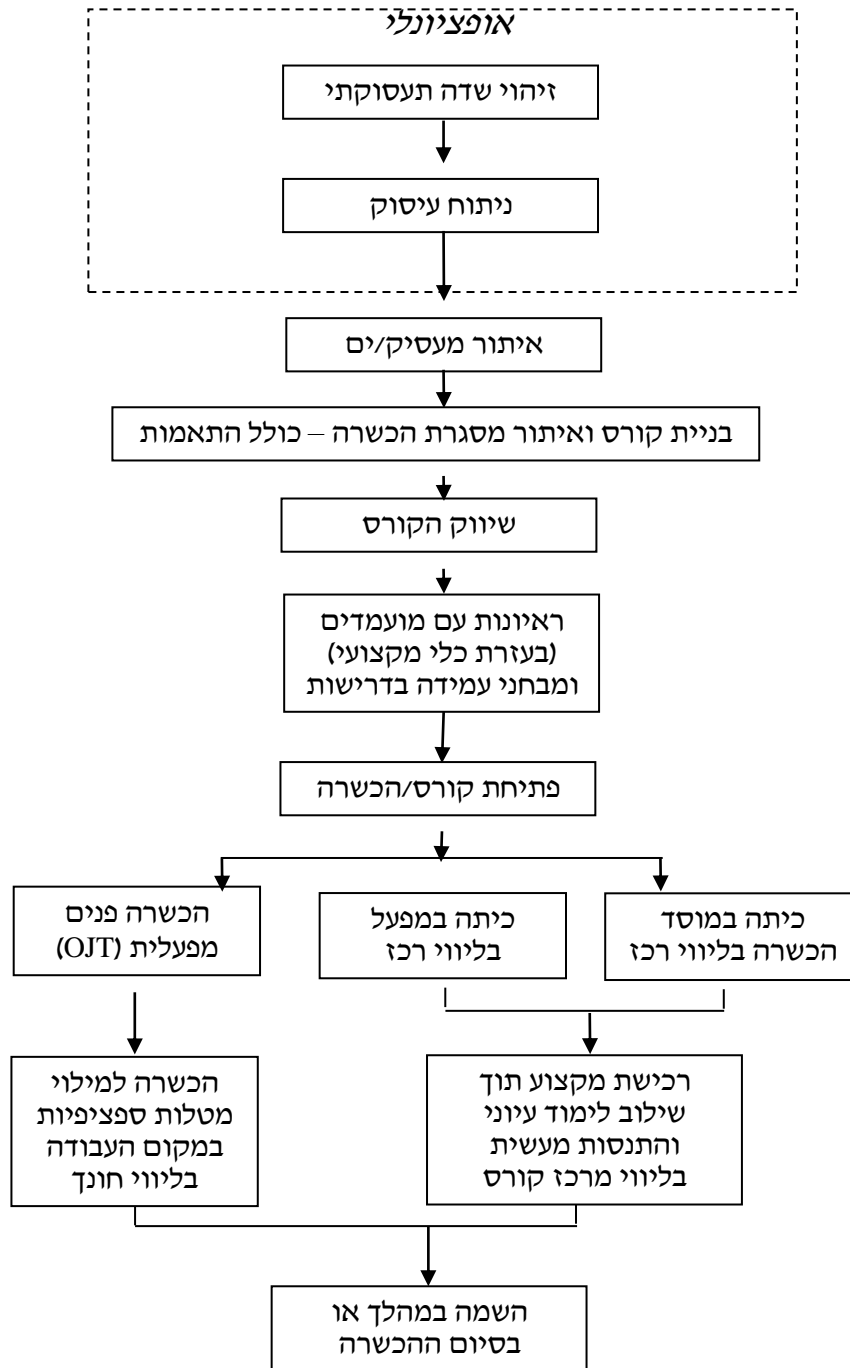 אופציונלי
זיהוי שדה תעסוקתי
ניתוח עיסוק
איתור מעסיק/ים
בניית קורס ואיתור מסגרת הכשרה – כולל התאמות
שיווק הקורס
ראיונות עם מועמדים
(בעזרת כלי מקצועי)
ומבחני עמידה בדרישות
פתיחת קורס/הכשרה
כיתה במוסד
הכשרה בליווי רכז
כיתה במפעל
בליווי רכז
הכשרה פנים
מפעלית (OJT)
רכישת מקצוע תוך
שילוב לימוד עיוני
והתנסות מעשית
בליווי מרכז קורס
הכשרה למילוי
מטלות ספציפיות
במקום העבודה
בליווי חונך
השמה במהלך או
בסיום ההכשרה